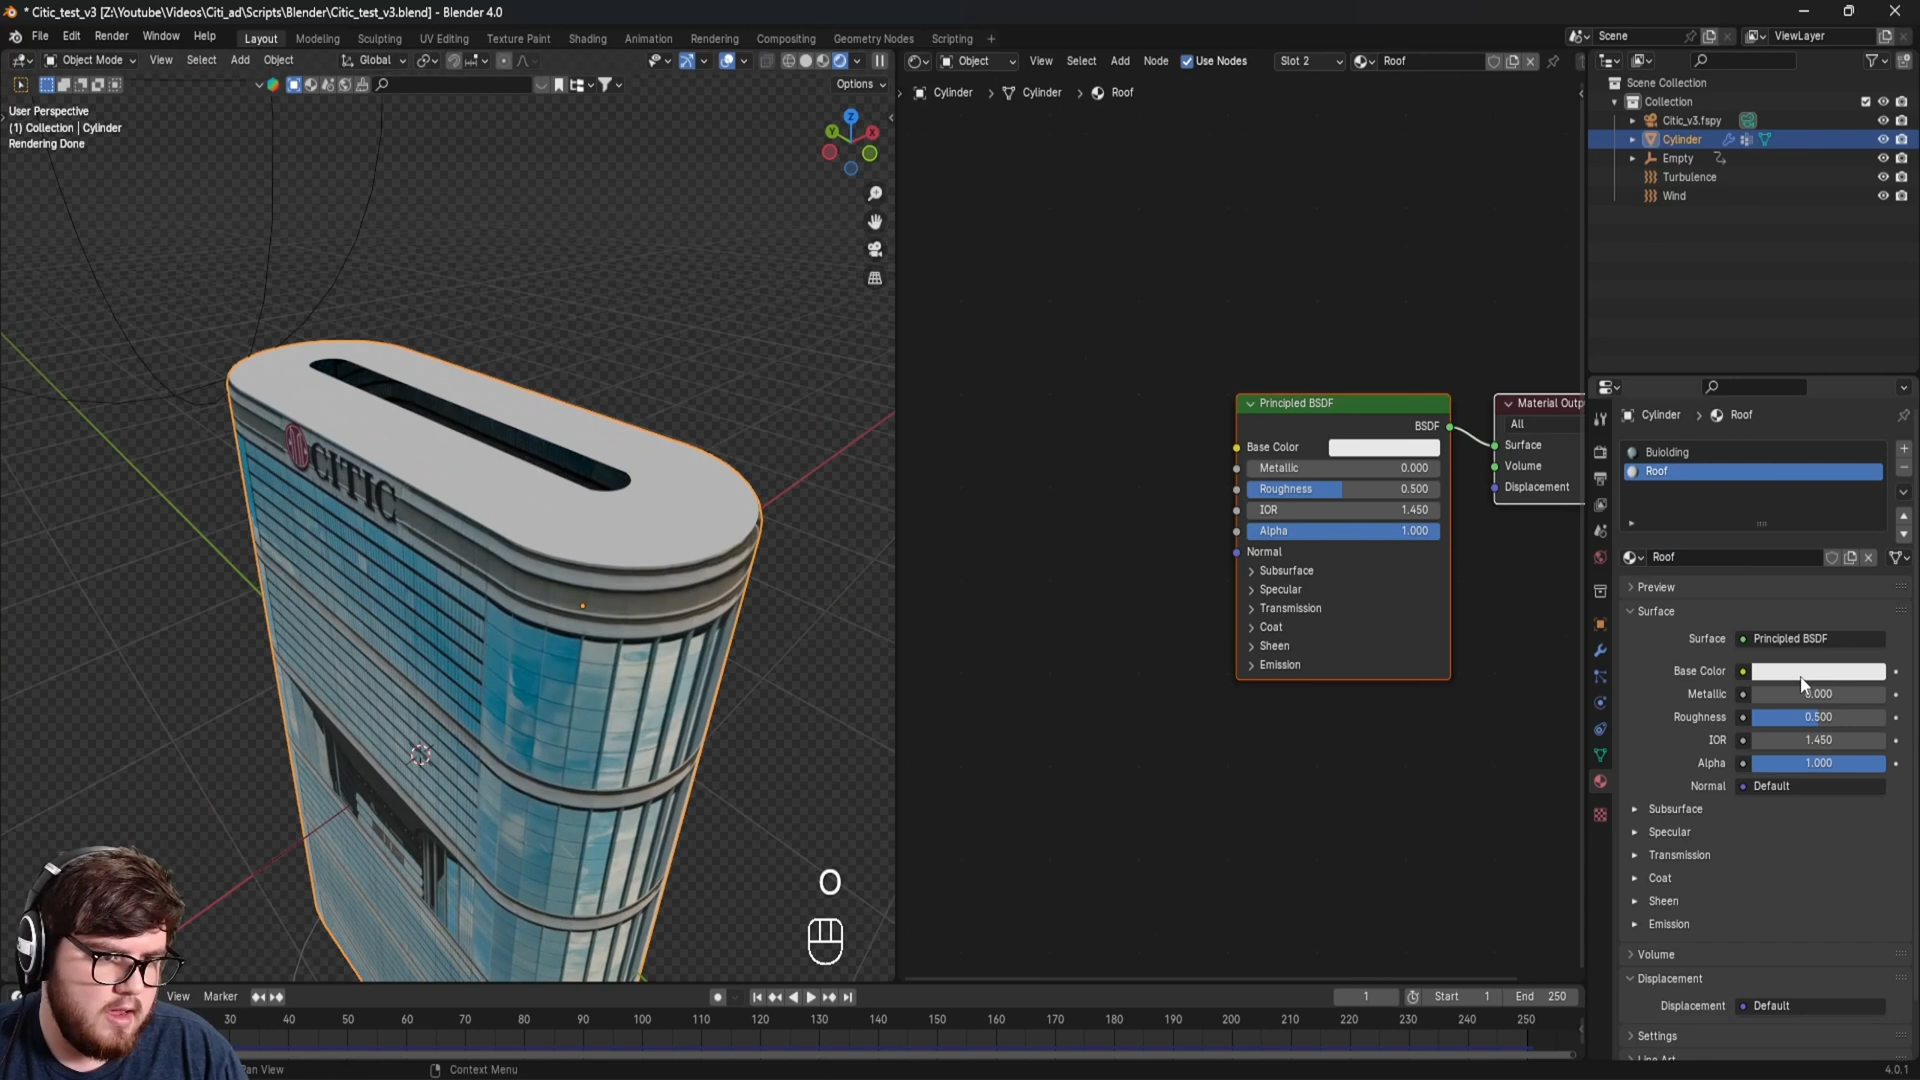 * Citic_test_v3 [Z:\Youtube\Videos\Citi_ad\Scripts\Blender\Citic_test_v3.blend] - Blender 4.0
File Edit Render Window Help Layout Modeling Sculpting UV Editing Texture Paint Shading Animation Rendering Compositing Geometry Nodes Scripting + Scene ViewLayer
Object Mode View Select Add Object Global Object View Select Add Node Use Nodes Slot 2 Roof
Options
User Perspective
(1) Collection | Cylinder
Rendering Done
Z
Y
X
CITIC
O
Cylinder > Cylinder > Roof
Principled BSDF
BSDF
Base Color
Metallic 0.000
Roughness 0.500
IOR 1.450
Alpha 1.000
Normal
Subsurface
Specular
Transmission
Coat
Sheen
Emission
Material Outp
All
Surface
Volume
Displacement
Scene Collection
Collection
Citic_v3.fspy
Cylinder
Empty
Turbulence
Wind
Cylinder > Roof
Buiolding
Roof
Roof
Preview
Surface
Surface Principled BSDF
Base Color
Metallic 0.000
Roughness 0.500
IOR 1.450
Alpha 1.000
Normal Default
Subsurface
Specular
Transmission
Coat
Sheen
Emission
Volume
Displacement
Displacement Default
Settings
Line Art
View Marker 1 Start 1 End 250
30 40 50 60 70 80 90 100 110 120 130 140 150 160 170 180 190 200 210 220 230 240 250
Pan View Context Menu 4.0.1